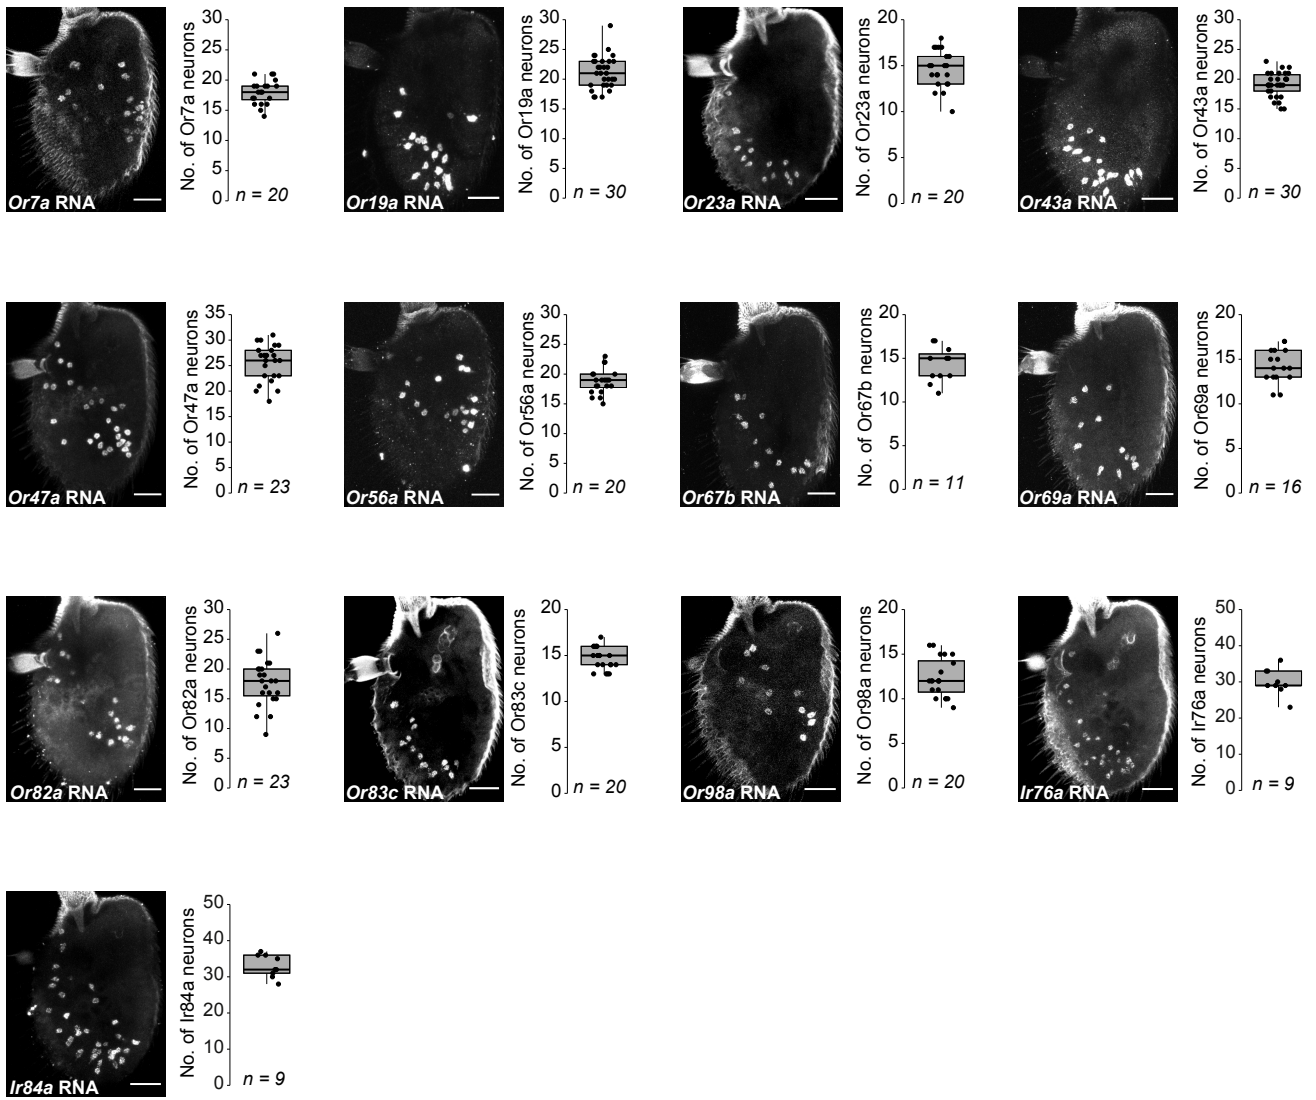 No. of Or7a neurons
30
25
20
15
10
5
0
n = 20
Or7a RNA
No. of Or19a neurons
30
25
20
15
10
5
0
n = 30
Or19a RNA
No. of Or23a neurons
20
15
10
5
0
n = 20
Or23a RNA
No. of Or43a neurons
30
25
20
15
10
5
0
n = 30
Or43a RNA
No. of Or47a neurons
35
30
25
20
15
10
5
0
n = 23
Or47a RNA
No. of Or56a neurons
30
25
20
15
10
5
0
n = 20
Or56a RNA
No. of Or67b neurons
20
15
10
5
0
n = 11
Or67b RNA
No. of Or69a neurons
20
15
10
5
0
n = 16
Or69a RNA
No. of Or82a neurons
30
25
20
15
10
5
0
n = 23
Or82a RNA
No. of Or83c neurons
20
15
10
5
0
n = 20
Or83c RNA
No. of Or98a neurons
20
15
10
5
0
n = 20
Or98a RNA
No. of Ir76a neurons
50
40
30
20
10
0
n = 9
Ir76a RNA
No. of Ir84a neurons
50
40
30
20
10
0
n = 9
Ir84a RNA